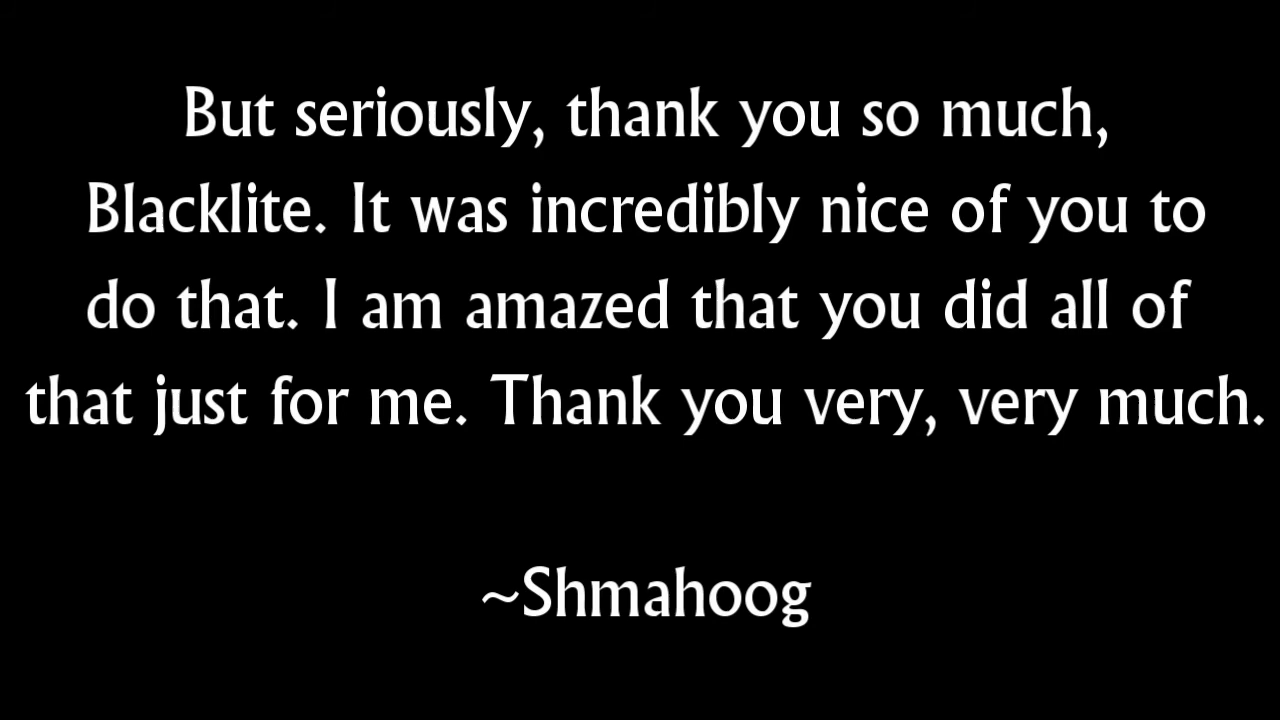 But seriously, thank you so much,
Blacklite. It was incredibly nice of you to
do that. I am amazed that you did all of
that just for me. Thank you very, very much.
~Shmahoog